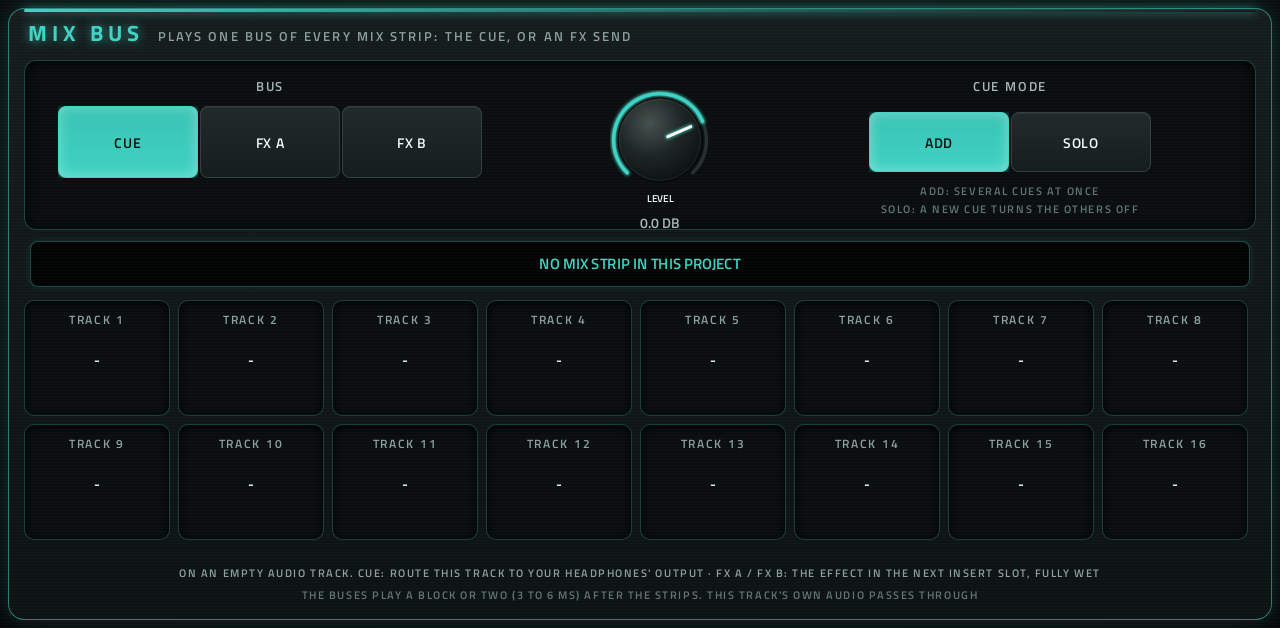 MIX BUS PLAYS ONE BUS OF EVERY MIX STRIP: THE CUE, OR AN FX SEND
BUS
CUE FX A FX B
LEVEL
0.0 DB
CUE MODE
ADD SOLO
ADD: SEVERAL CUES AT ONCE
SOLO: A NEW CUE TURNS THE OTHERS OFF
NO MIX STRIP IN THIS PROJECT
TRACK 1 TRACK 2 TRACK 3 TRACK 4 TRACK 5 TRACK 6 TRACK 7 TRACK 8
- - - - - - - -
TRACK 9 TRACK 10 TRACK 11 TRACK 12 TRACK 13 TRACK 14 TRACK 15 TRACK 16
- - - - - - - -
ON AN EMPTY AUDIO TRACK. CUE: ROUTE THIS TRACK TO YOUR HEADPHONES' OUTPUT · FX A / FX B: THE EFFECT IN THE NEXT INSERT SLOT, FULLY WET
THE BUSES PLAY A BLOCK OR TWO (3 TO 6 MS) AFTER THE STRIPS. THIS TRACK'S OWN AUDIO PASSES THROUGH